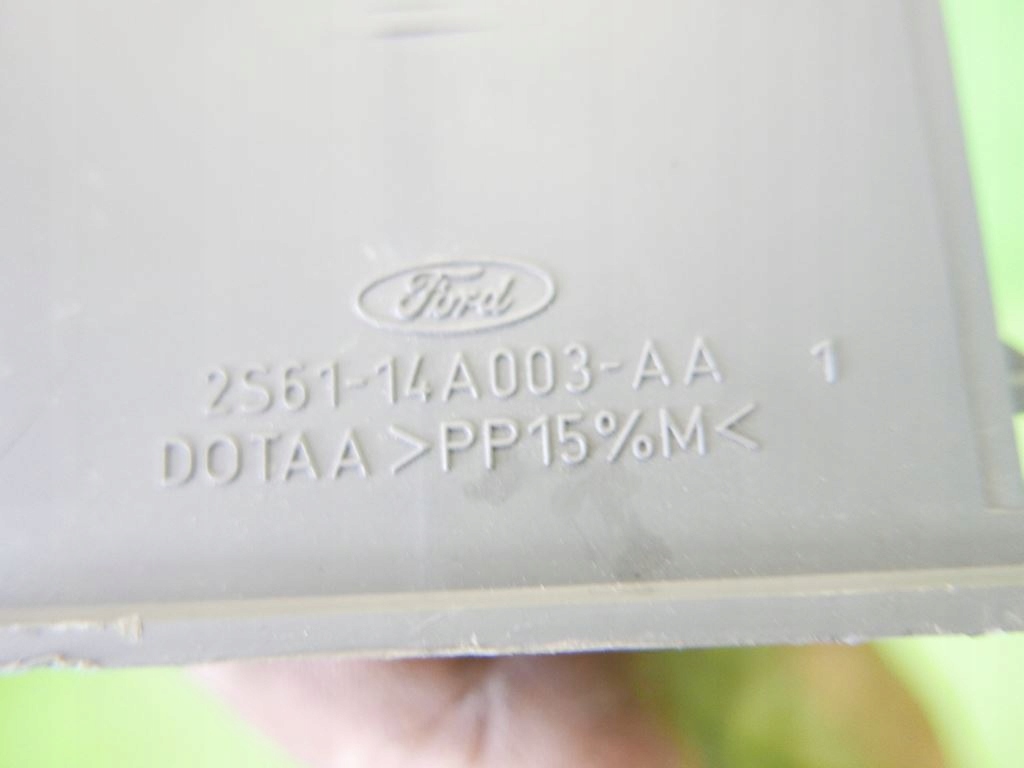 Ford
2S61-14A003-AA 1
DOTAA >PP15%M<